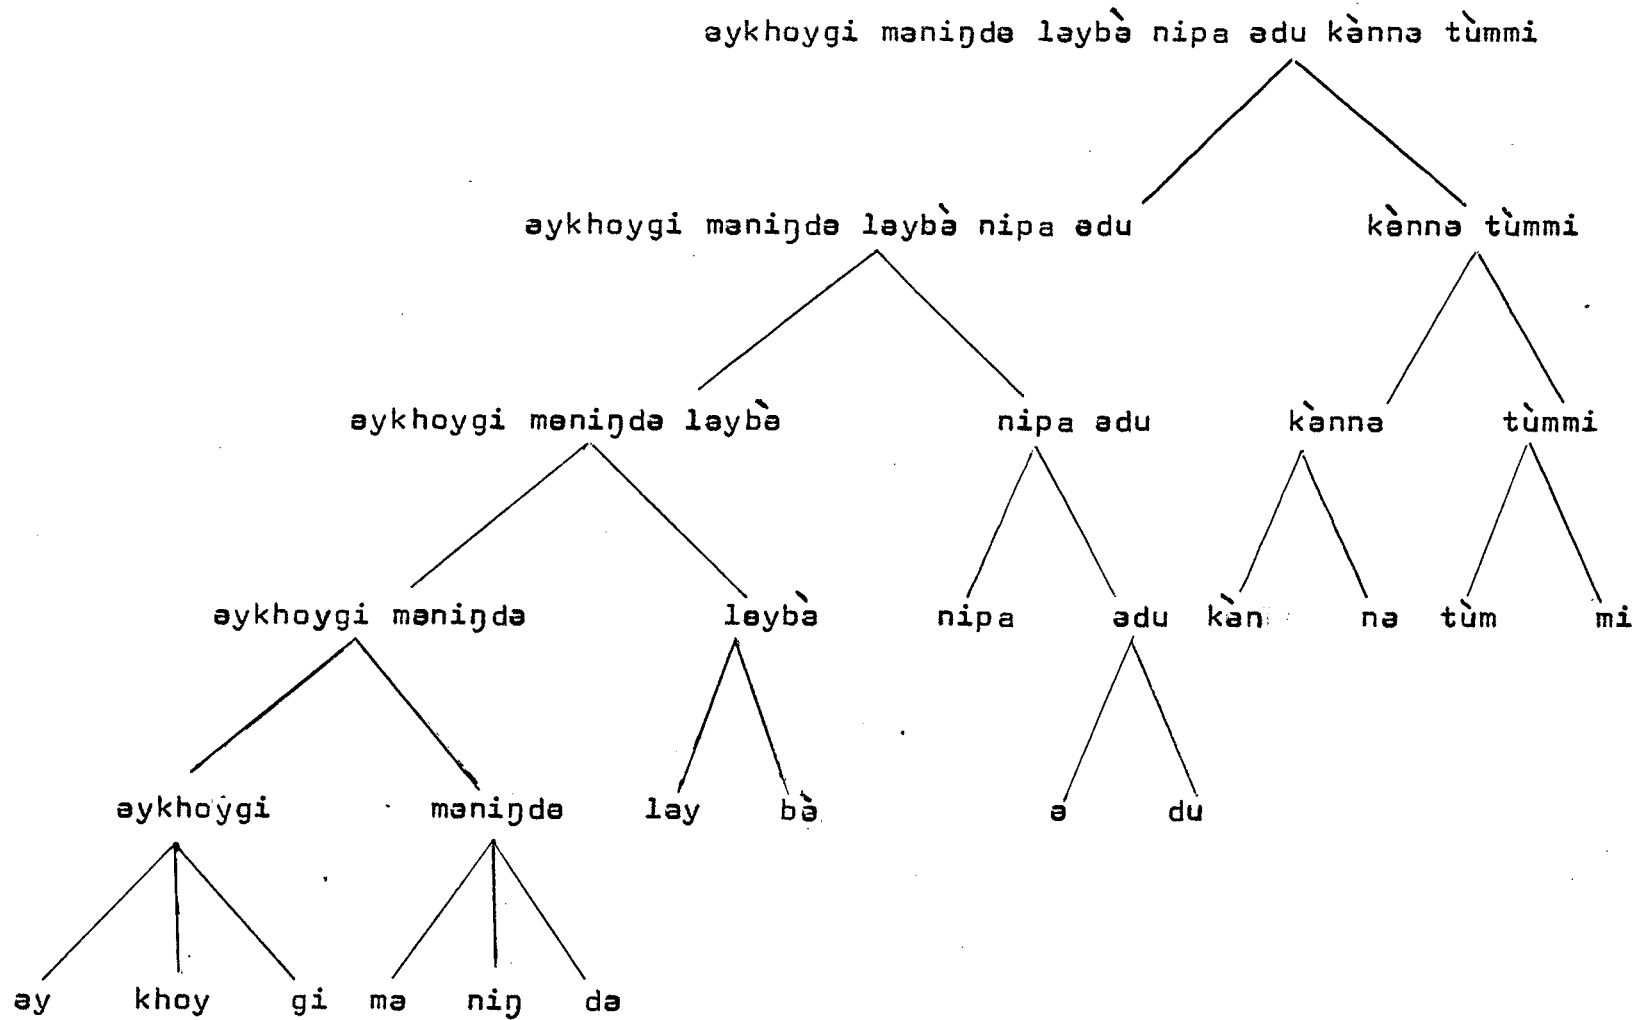 əykhoygi məniŋdə ləybə̀ nipa ədu kə̀nnə tùmmi
əykhoygi məniŋdə ləybə̀ nipa ədu kə̀nnə tùmmi
əykhoygi məniŋdə ləybə̀ nipa ədu kə̀nnə tùmmi
əykhoygi məniŋdə ləybə̀ nipa ədu kə̀n nə tùm mi
əykhoygi məniŋdə ləy bə̀ ə du
əy khoy gi mə niŋ də